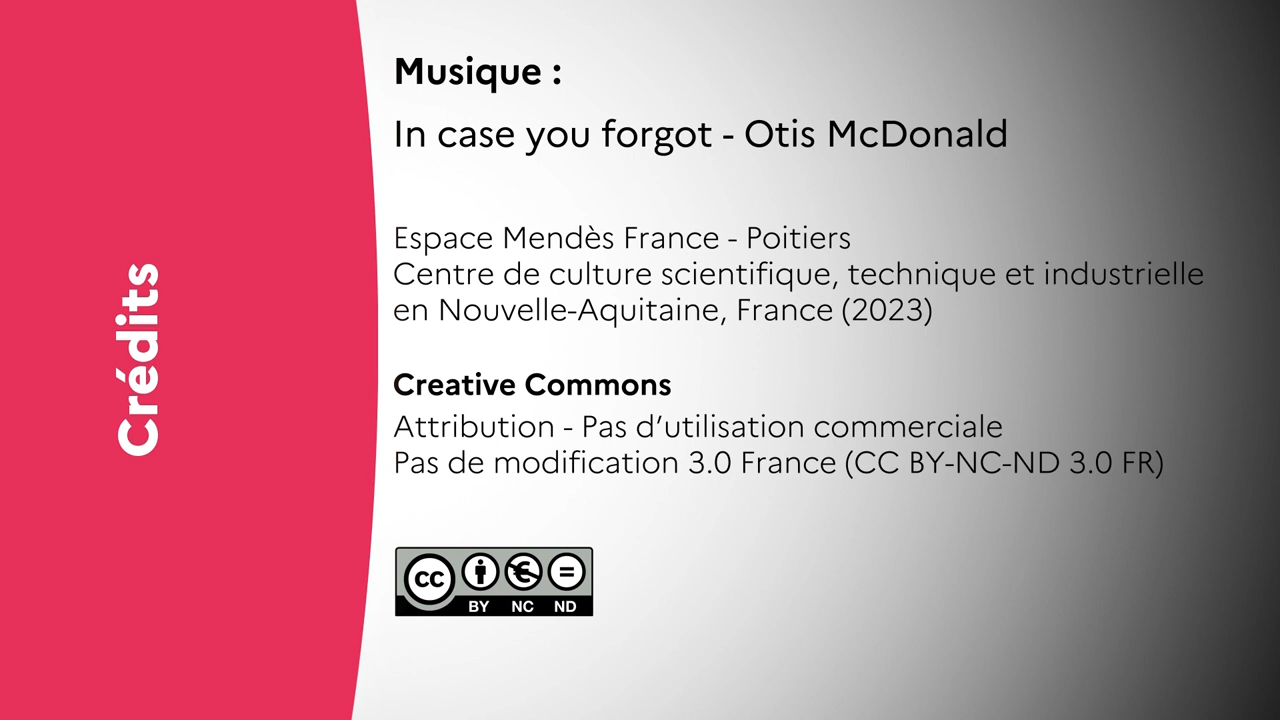 Crédits
Musique :
In case you forgot - Otis McDonald
Espace Mendès France - Poitiers
Centre de culture scientifique, technique et industrielle
en Nouvelle-Aquitaine, France (2023)
Creative Commons
Attribution - Pas d’utilisation commerciale
Pas de modification 3.0 France (CC BY-NC-ND 3.0 FR)
CC
BY NC ND